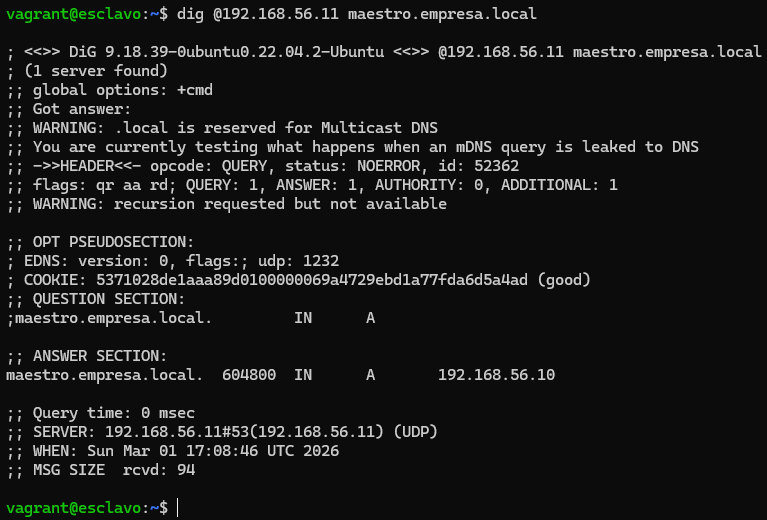 vagrant@esclavo:~$ dig @192.168.56.11 maestro.empresa.local
; <<>> DiG 9.18.39-0ubuntu0.22.04.2-Ubuntu <<>> @192.168.56.11 maestro.empresa.local
; (1 server found)
;; global options: +cmd
;; Got answer:
;; WARNING: .local is reserved for Multicast DNS
;; You are currently testing what happens when an mDNS query is leaked to DNS
;; ->>HEADER<<- opcode: QUERY, status: NOERROR, id: 52362
;; flags: qr aa rd; QUERY: 1, ANSWER: 1, AUTHORITY: 0, ADDITIONAL: 1
;; WARNING: recursion requested but not available
;; OPT PSEUDOSECTION:
; EDNS: version: 0, flags:; udp: 1232
; COOKIE: 5371028de1aaa89d0100000069a4729ebd1a77fda6d5a4ad (good)
;; QUESTION SECTION:
;maestro.empresa.local. IN A
;; ANSWER SECTION:
maestro.empresa.local. 604800 IN A 192.168.56.10
;; Query time: 0 msec
;; SERVER: 192.168.56.11#53(192.168.56.11) (UDP)
;; WHEN: Sun Mar 01 17:08:46 UTC 2026
;; MSG SIZE rcvd: 94
vagrant@esclavo:~$